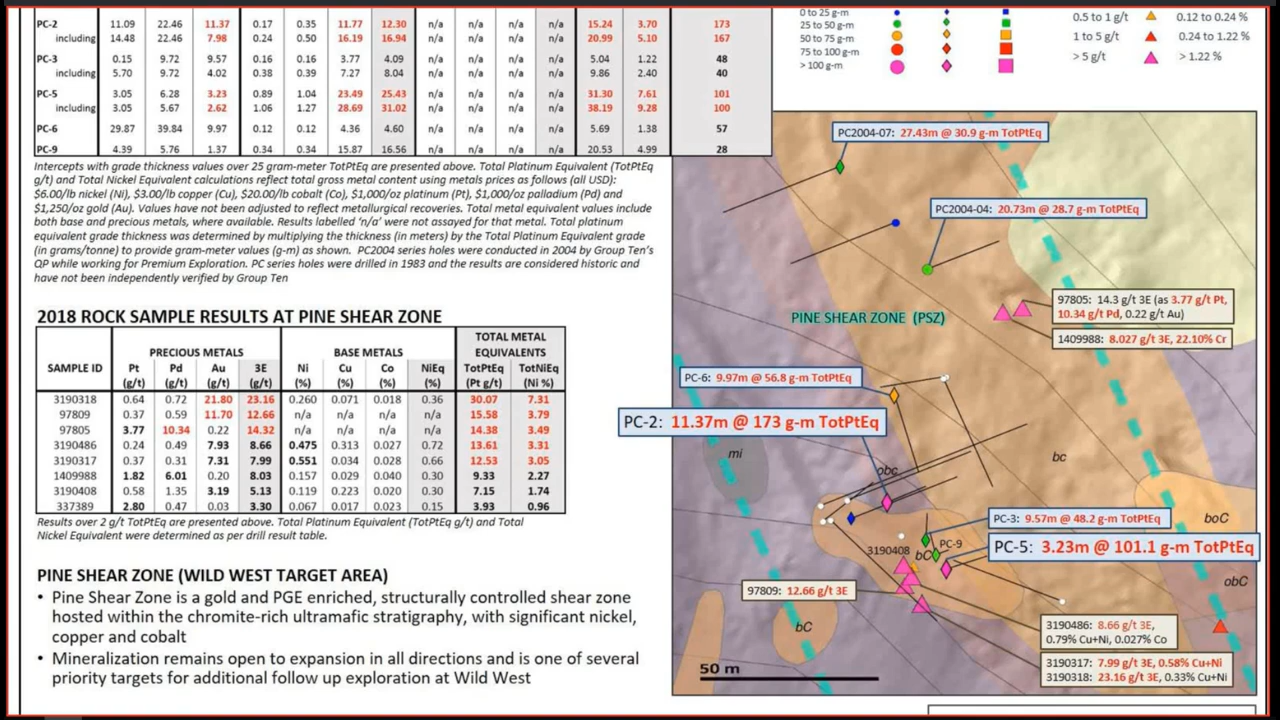 0 to 25 g-m
25 to 50 g-m
50 to 75 g-m
75 to 100 g-m
> 100 g-m
0.5 to 1 g/t 0.12 to 0.24 %
1 to 5 g/t 0.24 to 1.22 %
> 5 g/t > 1.22 %
PC-2 11.09 22.46 11.37 0.17 0.35 11.77 12.30 n/a n/a n/a n/a 15.24 3.70 173
including 14.48 22.46 7.98 0.24 0.50 16.19 16.94 n/a n/a n/a n/a 20.99 5.10 167
PC-3 0.15 9.72 9.57 0.16 0.16 3.77 4.09 n/a n/a n/a n/a 5.04 1.22 48
including 5.70 9.72 4.02 0.38 0.39 7.27 8.04 n/a n/a n/a n/a 9.86 2.40 40
PC-5 3.05 6.28 3.23 0.89 1.04 23.49 25.43 n/a n/a n/a n/a 31.30 7.61 101
including 3.05 5.67 2.62 1.06 1.27 28.69 31.02 n/a n/a n/a n/a 38.19 9.28 100
PC-6 29.87 39.84 9.97 0.12 0.12 4.36 4.60 n/a n/a n/a n/a 5.69 1.38 57
PC-9 4.39 5.76 1.37 0.34 0.34 15.87 16.56 n/a n/a n/a n/a 20.53 4.99 28
Intercepts with grade thickness values over 25 gram-meter TotPtEq are presented above. Total Platinum Equivalent (TotPtEq
g/t) and Total Nickel Equivalent calculations reflect total gross metal content using metals prices as follows (all USD):
$6.00/lb nickel (Ni), $3.00/lb copper (Cu), $20.00/lb cobalt (Co), $1,000/oz platinum (Pt), $1,000/oz palladium (Pd) and
$1,250/oz gold (Au). Values have not been adjusted to reflect metallurgical recoveries. Total metal equivalent values include
both base and precious metals, where available. Results labelled 'n/a' were not assayed for that metal. Total platinum
equivalent grade thickness was determined by multiplying the thickness (in meters) by the Total Platinum Equivalent grade
(in grams/tonne) to provide gram-meter values (g-m) as shown. PC2004 series holes were conducted in 2004 by Group Ten's
QP while working for Premium Exploration. PC series holes were drilled in 1983 and the results are considered historic and
have not been independently verified by Group Ten
2018 ROCK SAMPLE RESULTS AT PINE SHEAR ZONE
TOTAL METAL
PRECIOUS METALS BASE METALS EQUIVALENTS
SAMPLE ID Pt Pd Au 3E Ni Cu Co NiEq TotPtEq TotNiEq
(g/t) (g/t) (g/t) (g/t) (%) (%) (%) (%) (Pt g/t) (Ni %)
3190318 0.64 0.72 21.80 23.16 0.260 0.071 0.018 0.36 30.07 7.31
97809 0.37 0.59 11.70 12.66 n/a n/a n/a n/a 15.58 3.79
97805 3.77 10.34 0.22 14.32 n/a n/a n/a n/a 14.38 3.49
3190486 0.24 0.49 7.93 8.66 0.475 0.313 0.027 0.72 13.61 3.31
3190317 0.37 0.31 7.31 7.99 0.551 0.034 0.028 0.66 12.53 3.05
1409988 1.82 6.01 0.20 8.03 0.157 0.029 0.040 0.30 9.33 2.27
3190408 0.58 1.35 3.19 5.13 0.119 0.223 0.020 0.30 7.15 1.74
337389 2.80 0.47 0.03 3.30 0.067 0.017 0.023 0.15 3.93 0.96
Results over 2 g/t TotPtEq are presented above. Total Platinum Equivalent (TotPtEq g/t) and Total
Nickel Equivalent were determined as per drill result table.
PINE SHEAR ZONE (WILD WEST TARGET AREA)
• Pine Shear Zone is a gold and PGE enriched, structurally controlled shear zone
hosted within the chromite-rich ultramafic stratigraphy, with significant nickel,
copper and cobalt
• Mineralization remains open to expansion in all directions and is one of several
priority targets for additional follow up exploration at Wild West
PC2004-07: 27.43m @ 30.9 g-m TotPtEq
PC2004-04: 20.73m @ 28.7 g-m TotPtEq
97805: 14.3 g/t 3E (as 3.77 g/t Pt,
10.34 g/t Pd, 0.22 g/t Au)
PINE SHEAR ZONE (PSZ)
1409988: 8.027 g/t 3E, 22.10% Cr
PC-6: 9.97m @ 56.8 g-m TotPtEq
PC-2: 11.37m @ 173 g-m TotPtEq
mi
bc
obc
boC
PC-3: 9.57m @ 48.2 g-m TotPtEq
PC-9
PC-5: 3.23m @ 101.1 g-m TotPtEq
3190408
bC
obC
97809: 12.66 g/t 3E
bC
3190486: 8.66 g/t 3E,
0.79% Cu+Ni, 0.027% Co
3190317: 7.99 g/t 3E, 0.58% Cu+Ni
3190318: 23.16 g/t 3E, 0.33% Cu+Ni
50 m